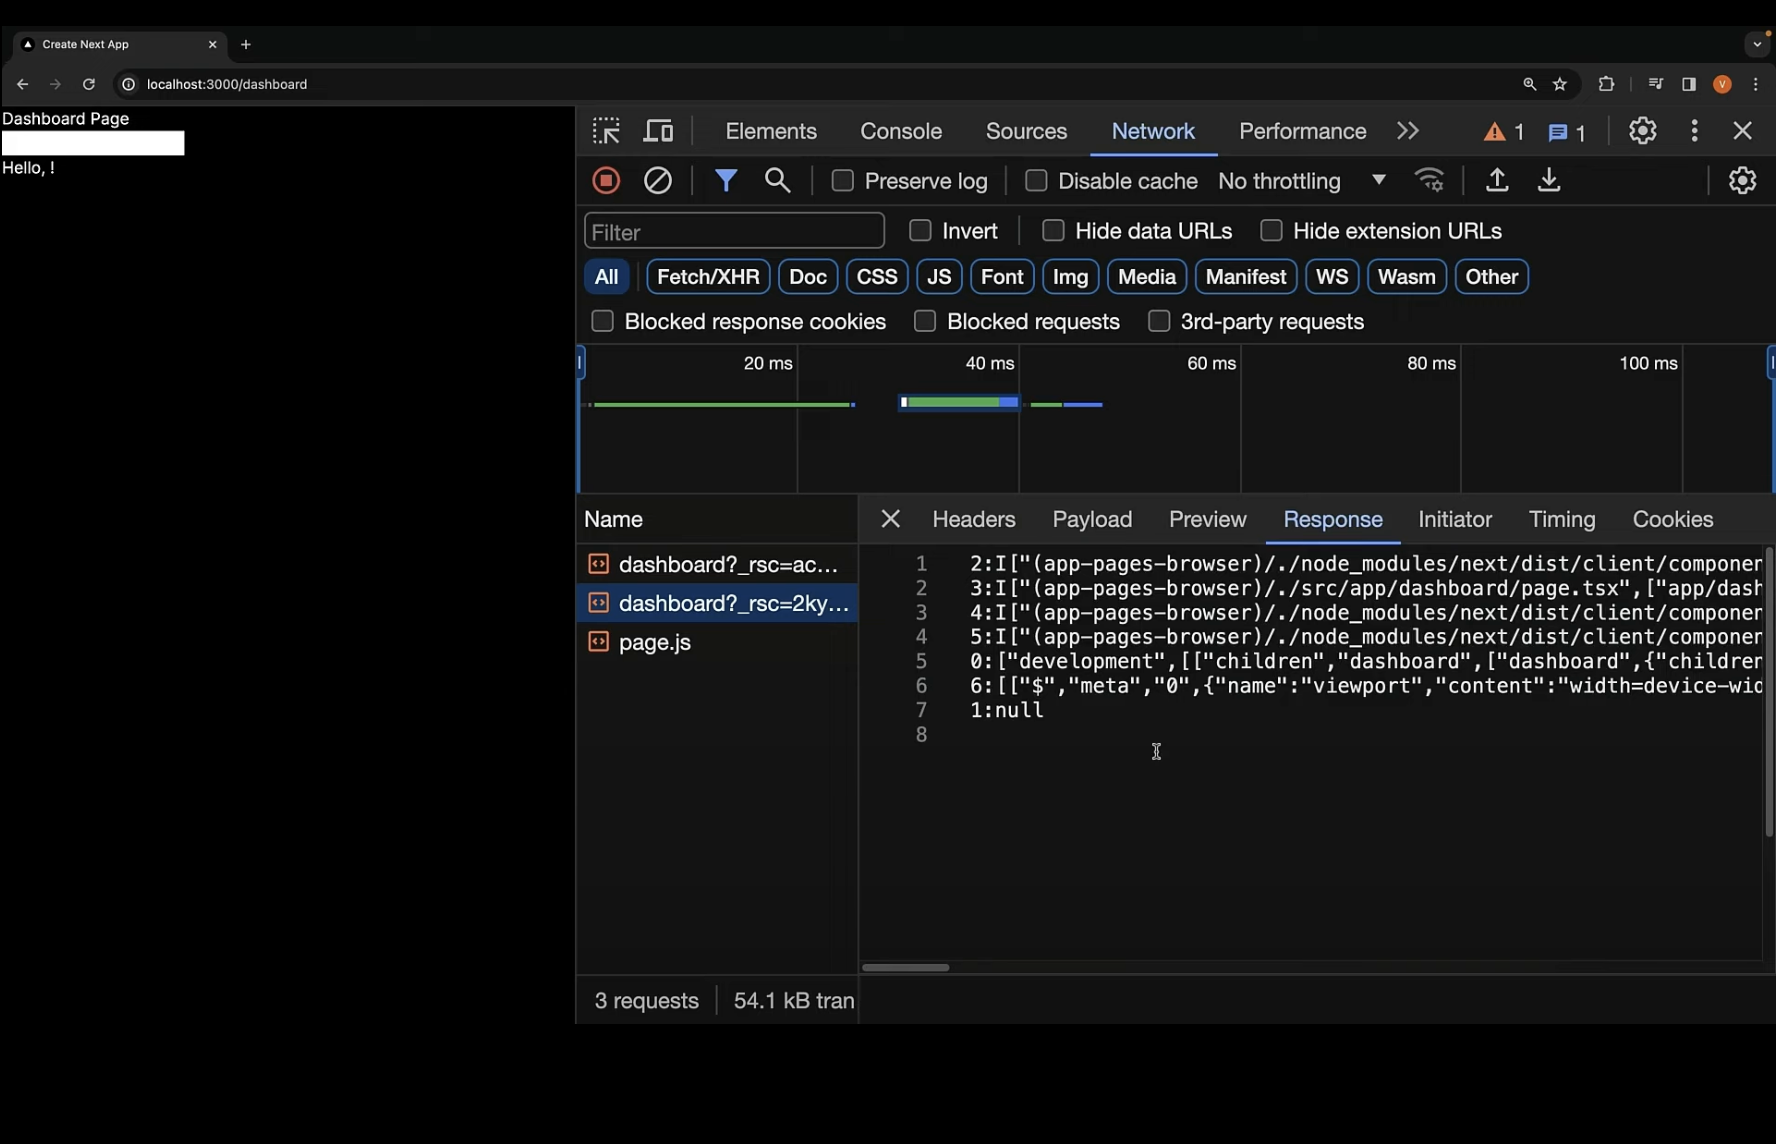 Create Next App
localhost:3000/dashboard
V
Dashboard Page
Hello, !
Elements Console Sources Network Performance 1 1
Preserve log Disable cache No throttling
Filter Invert Hide data URLs Hide extension URLs
All Fetch/XHR Doc CSS JS Font Img Media Manifest WS Wasm Other
Blocked response cookies Blocked requests 3rd-party requests
20 ms 40 ms 60 ms 80 ms 100 ms
Name
dashboard?_rsc=ac...
dashboard?_rsc=2ky...
page.js
Headers Payload Preview Response Initiator Timing Cookies
1 2:I["(app-pages-browser)/./node_modules/next/dist/client/componen
2 3:I["(app-pages-browser)/./src/app/dashboard/page.tsx",["app/dash
3 4:I["(app-pages-browser)/./node_modules/next/dist/client/componen
4 5:I["(app-pages-browser)/./node_modules/next/dist/client/componen
5 0:["development",[["children","dashboard",["dashboard",{"children
6 6:[["$","meta","0",{"name":"viewport","content":"width=device-wid
7 1:null
8
3 requests 54.1 kB tran